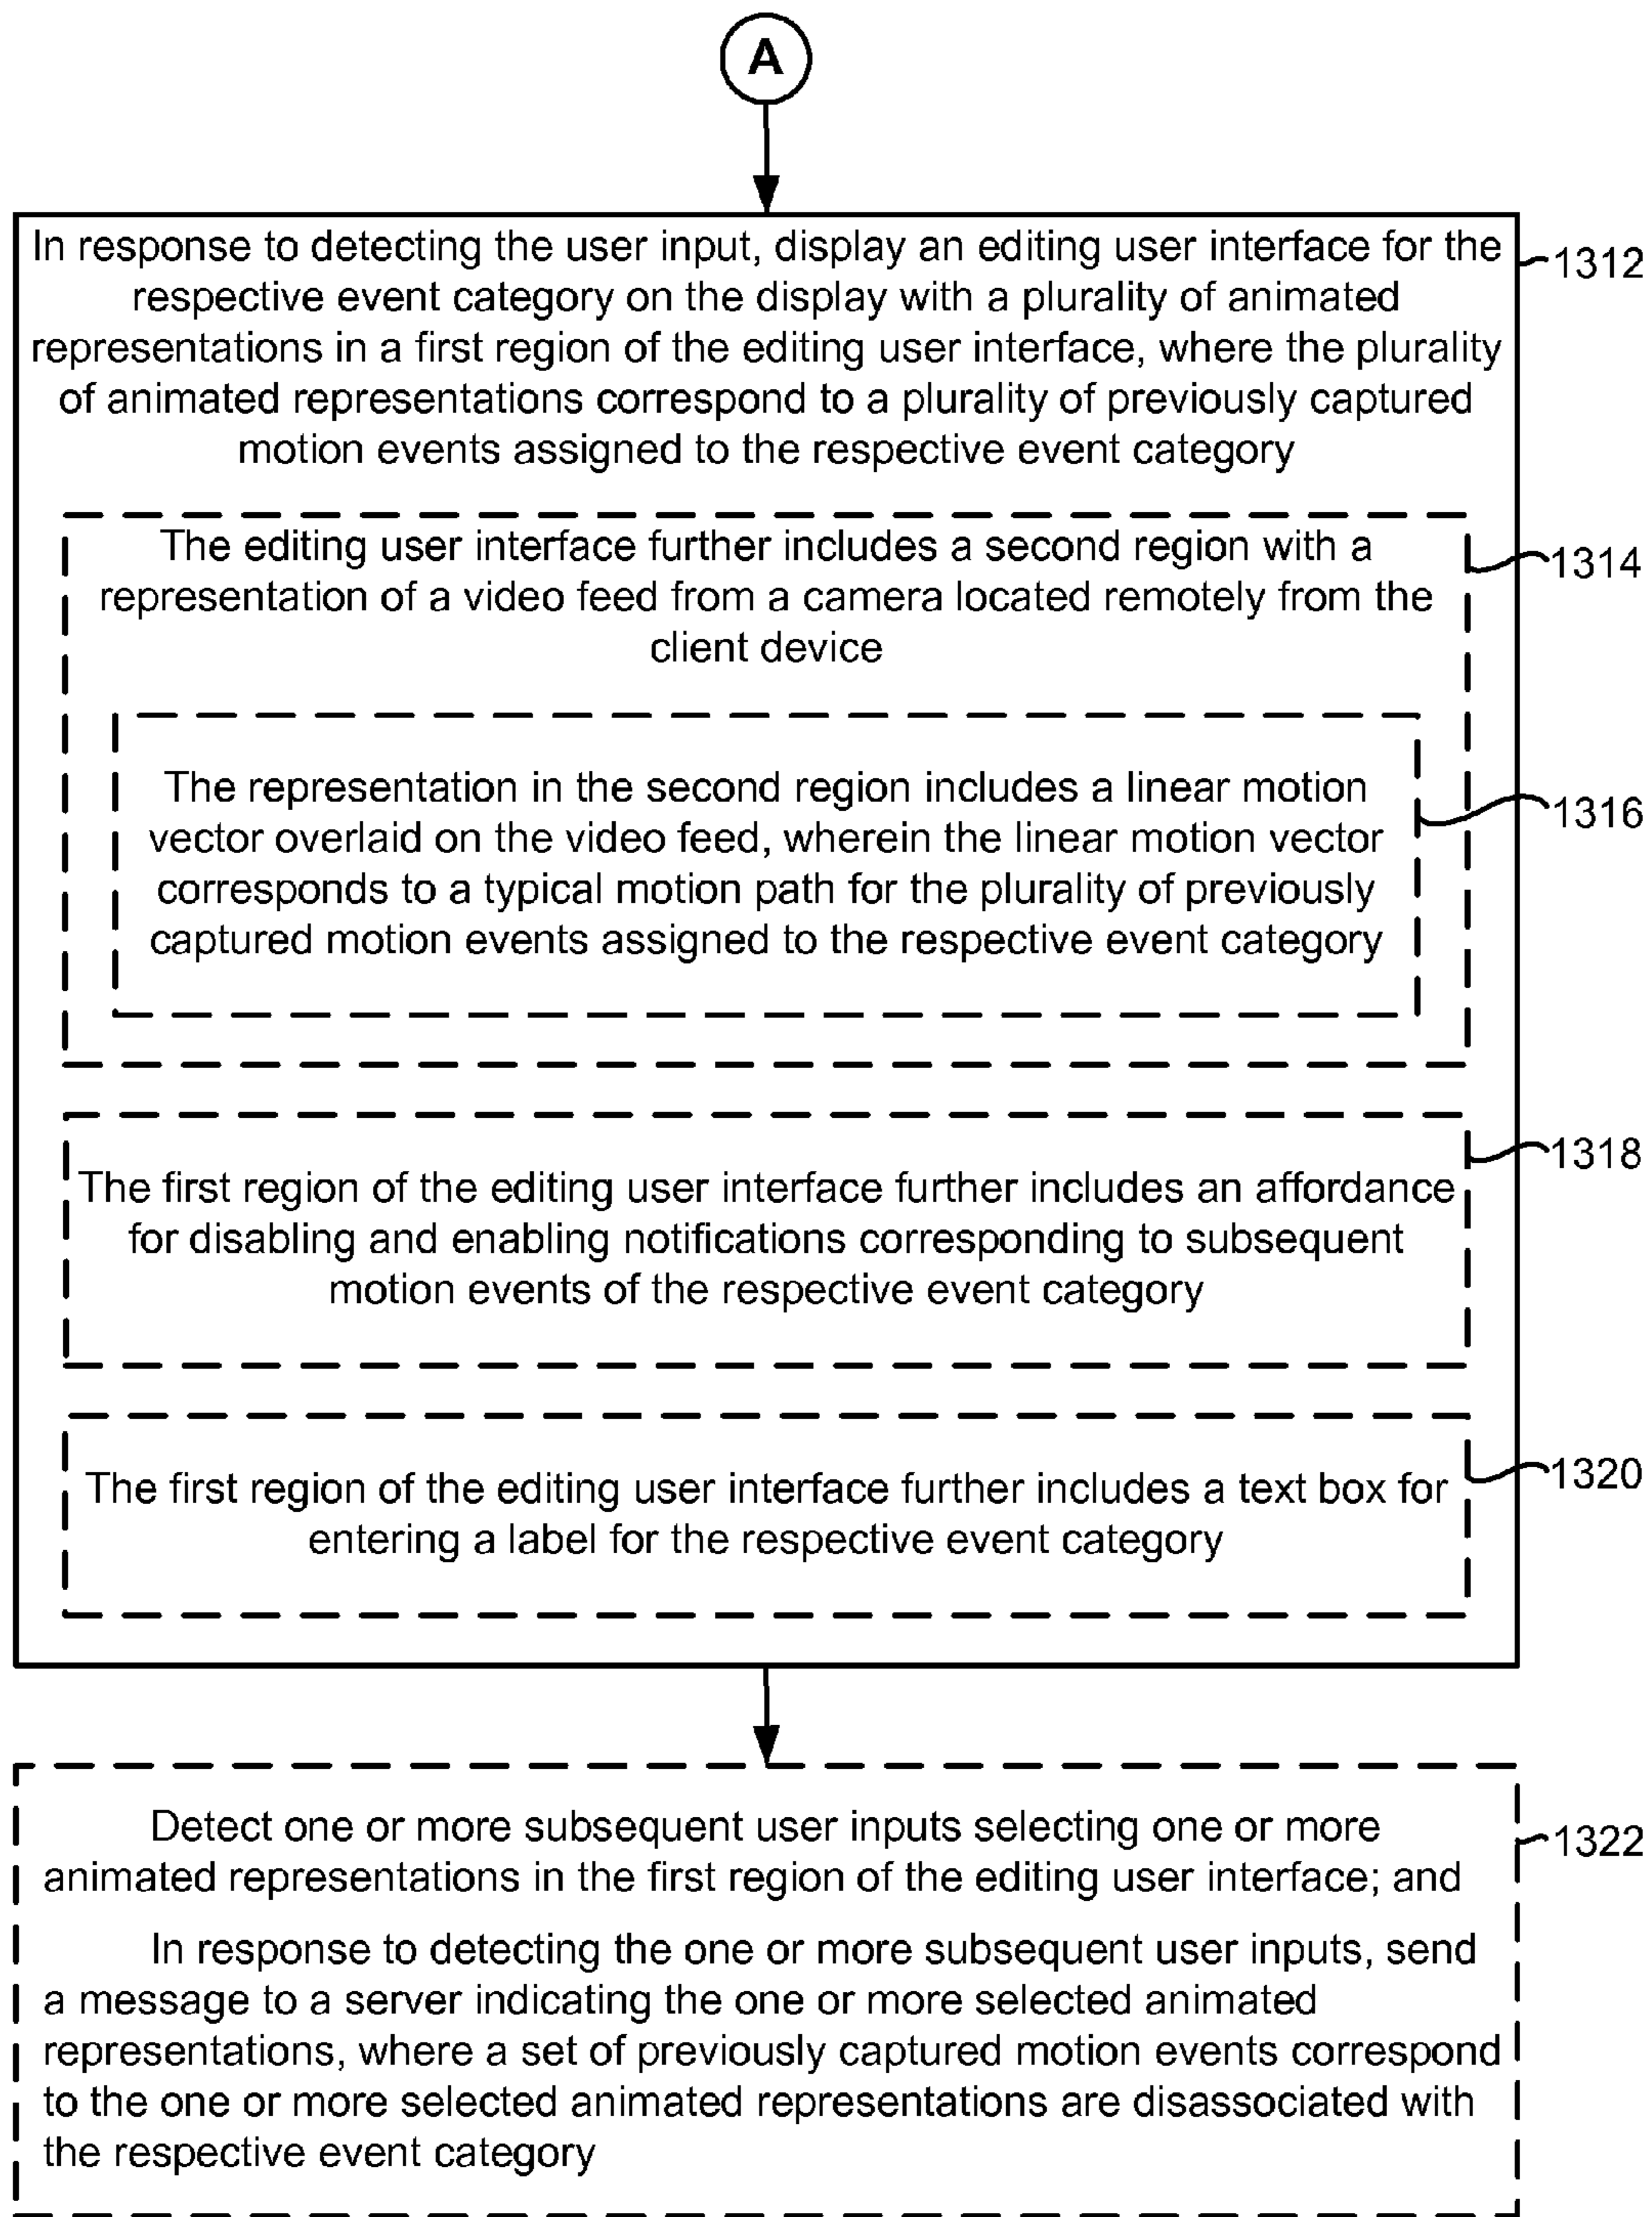 A
In response to detecting the user input, display an editing user interface for the
respective event category on the display with a plurality of animated
representations in a first region of the editing user interface, where the plurality
of animated representations correspond to a plurality of previously captured
motion events assigned to the respective event category
1312
The editing user interface further includes a second region with a
representation of a video feed from a camera located remotely from the
client device
1314
The representation in the second region includes a linear motion
vector overlaid on the video feed, wherein the linear motion vector
corresponds to a typical motion path for the plurality of previously
captured motion events assigned to the respective event category
1316
The first region of the editing user interface further includes an affordance
for disabling and enabling notifications corresponding to subsequent
motion events of the respective event category
1318
The first region of the editing user interface further includes a text box for
entering a label for the respective event category
1320
Detect one or more subsequent user inputs selecting one or more
animated representations in the first region of the editing user interface; and
In response to detecting the one or more subsequent user inputs, send
a message to a server indicating the one or more selected animated
representations, where a set of previously captured motion events correspond
to the one or more selected animated representations are disassociated with
the respective event category
1322